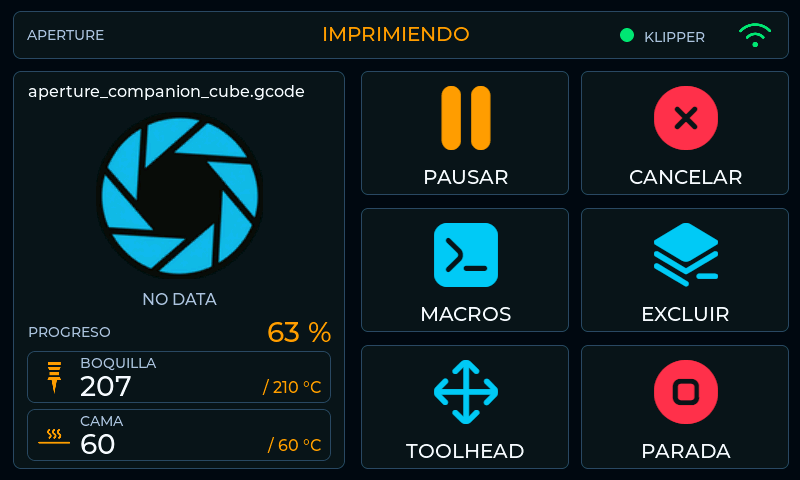 APERTURE
IMPRIMIENDO
KLIPPER
aperture_companion_cube.gcode
NO DATA
PROGRESO
63 %
BOQUILLA
207
/ 210 °C
CAMA
60
/ 60 °C
PAUSAR
CANCELAR
MACROS
EXCLUIR
TOOLHEAD
PARADA